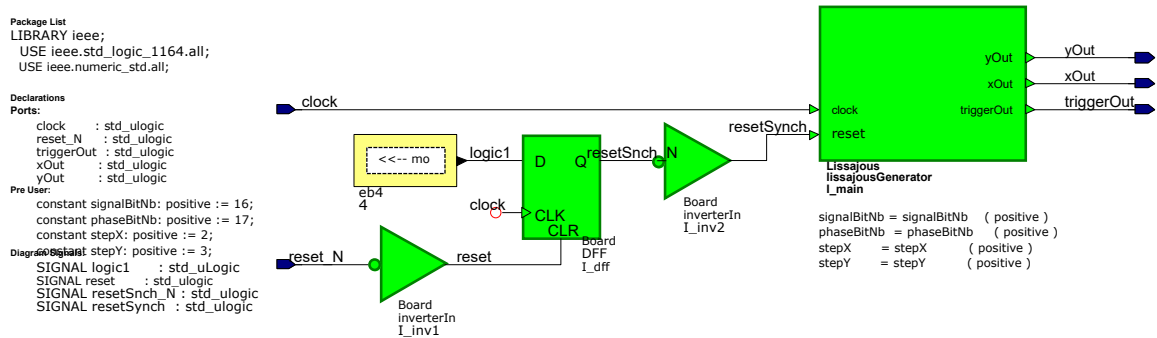 Package List
LIBRARY ieee;
USE ieee.std_logic_1164.all;
USE ieee.numeric_std.all;
Declarations
Ports:
clock : std_ulogic
reset_N : std_ulogic
triggerOut : std_ulogic
xOut : std_ulogic
yOut : std_ulogic
Pre User:
constant signalBitNb: positive := 16;
constant phaseBitNb: positive := 17;
constant stepX: positive := 2;
constant stepY: positive := 3;
Diagram Signals:
SIGNAL logic1 : std_uLogic
SIGNAL reset : std_ulogic
SIGNAL resetSnch_N : std_ulogic
SIGNAL resetSynch : std_ulogic
clock
<<-- mo
eb4
4
logic1
D
Q
resetSnch_N
clock
CLK
CLR
Board
DFF
I_dff
reset_N
reset
Board
inverterIn
I_inv1
Board
inverterIn
I_inv2
resetSynch
yOut
xOut
clock
triggerOut
reset
yOut
xOut
triggerOut
Lissajous
lissajousGenerator
I_main
signalBitNb = signalBitNb ( positive )
phaseBitNb = phaseBitNb ( positive )
stepX = stepX ( positive )
stepY = stepY ( positive )